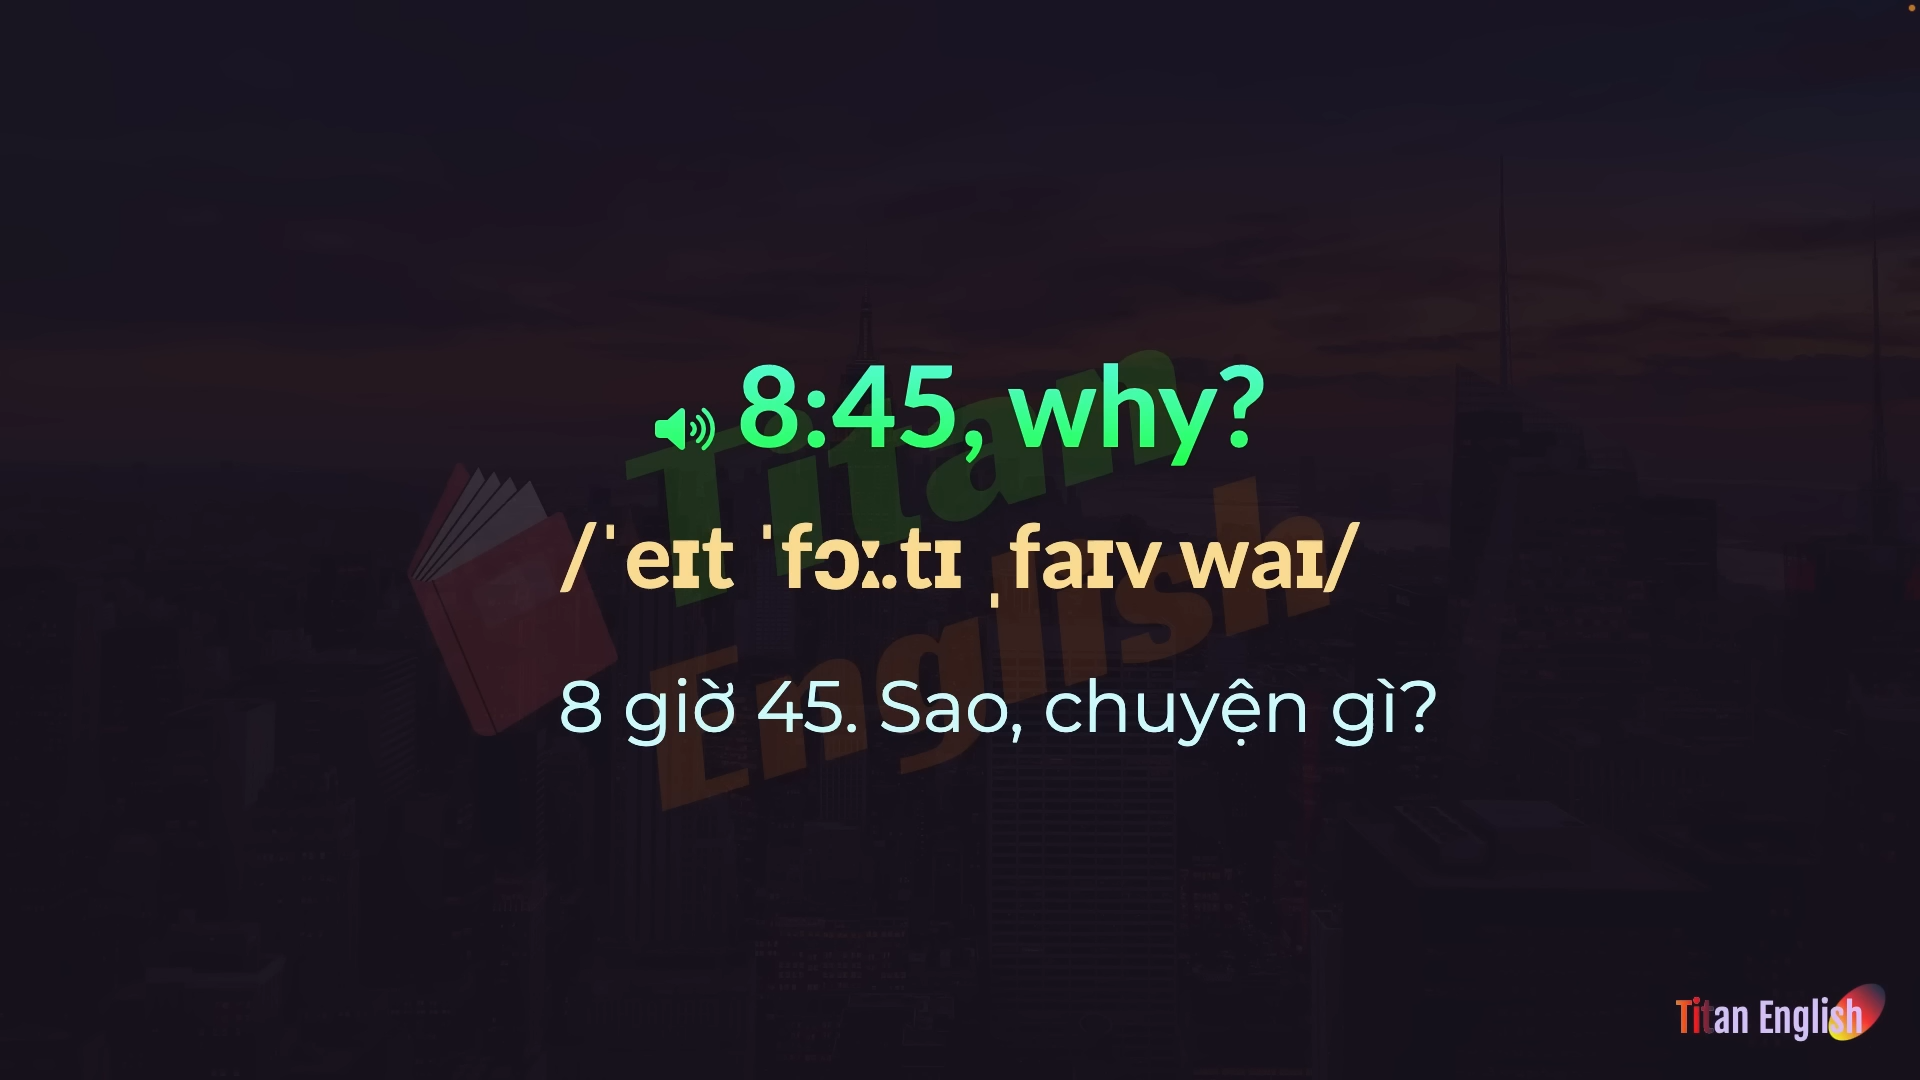 8:45, why?
/ˈeɪt ˈfɔː.tɪ ˌfaɪv waɪ/
8 giờ 45. Sao, chuyện gì?
Titan
English
Titan English